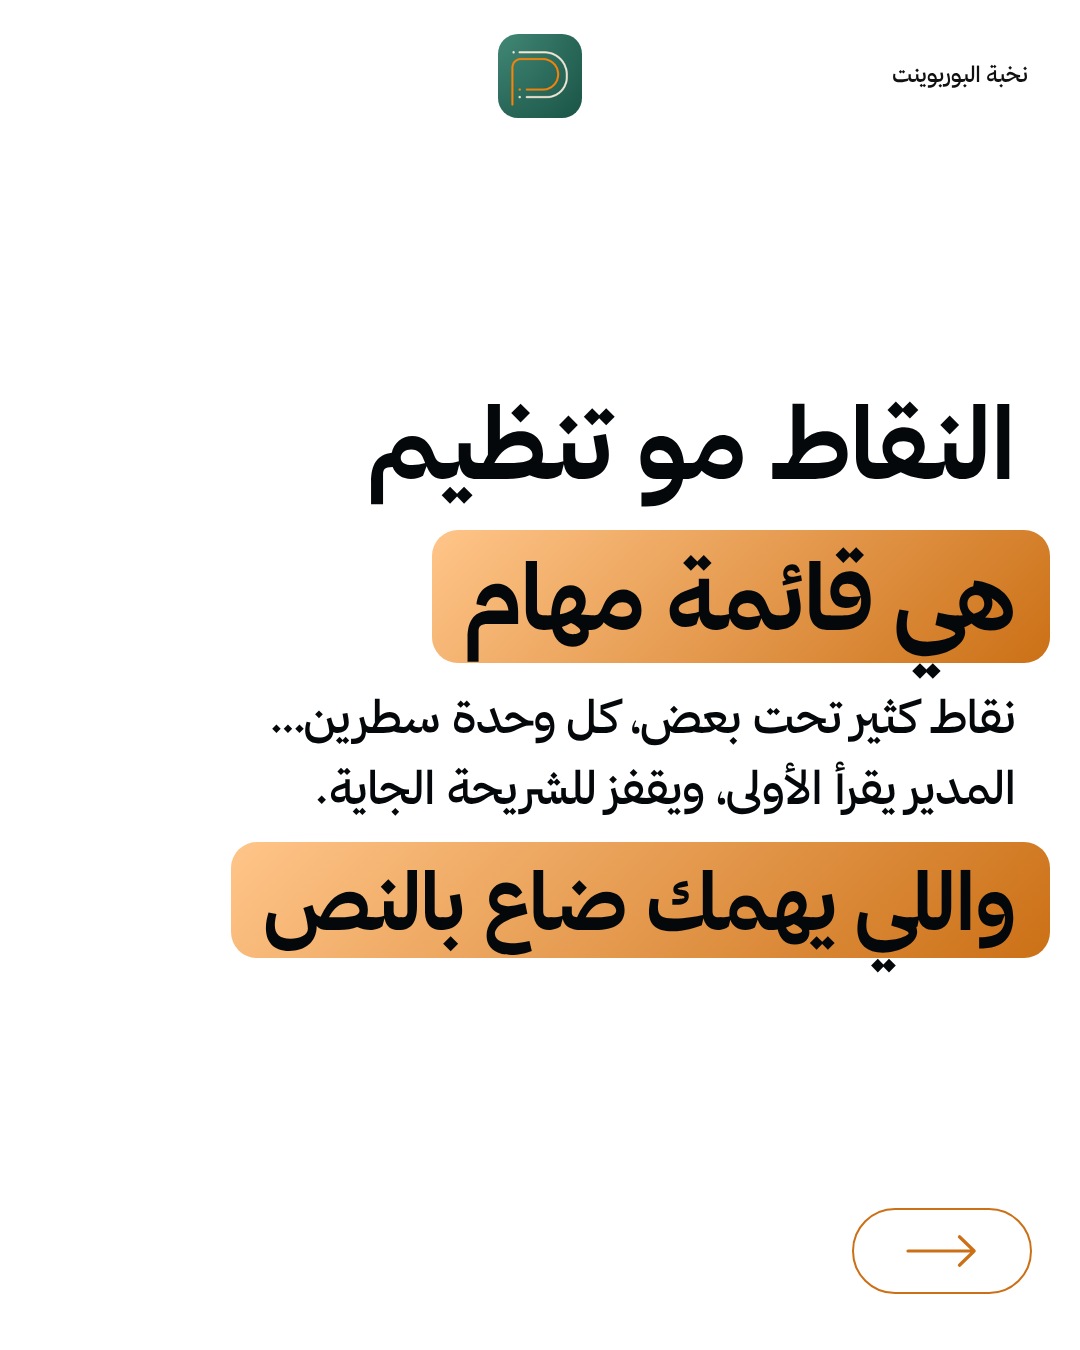 نخبة البوربوينت
النقاط مو تنظيم
هي قائمة مهام
نقاط كثير تحت بعض، كل وحدة سطرين...
المدير يقرأ الأولى، ويقفز للشريحة الجاية.
واللي يهمك ضاع بالنص